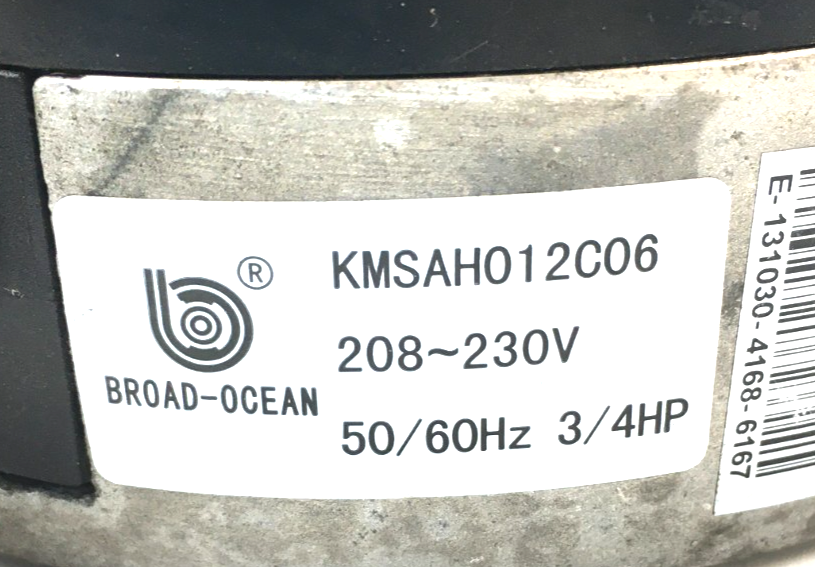 KMSAH012C06
208~230V
50/60Hz 3/4HP
®
BROAD-OCEAN
E-131030-4168-6167